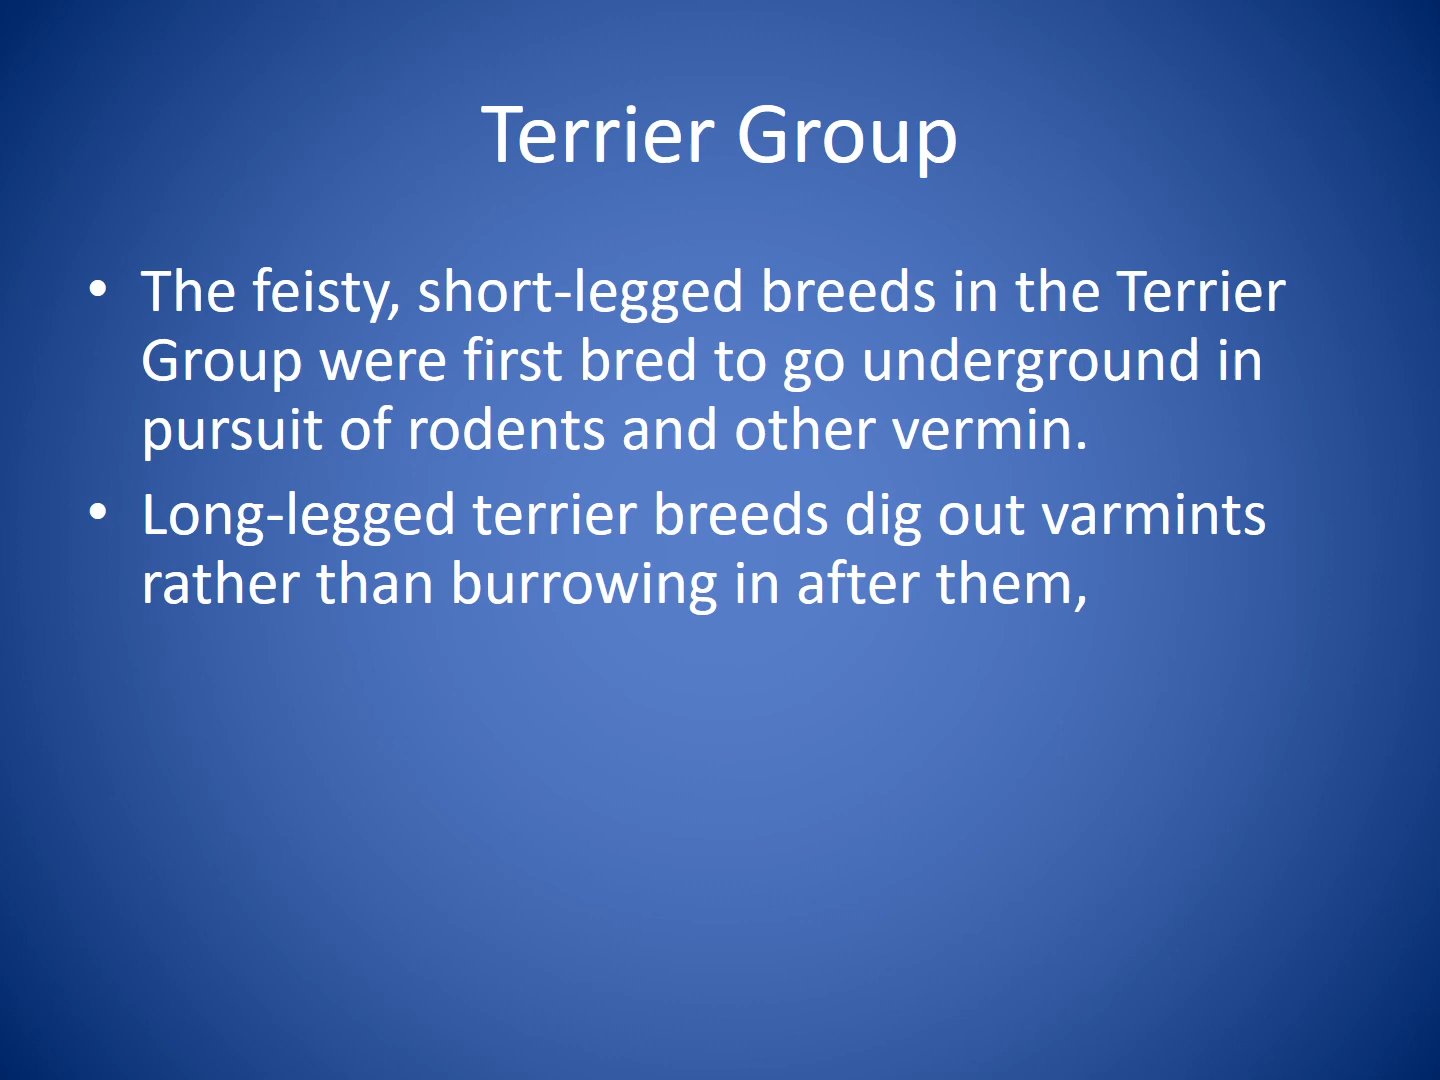 Terrier Group
• The feisty, short-legged breeds in the Terrier
Group were first bred to go underground in
pursuit of rodents and other vermin.
• Long-legged terrier breeds dig out varmints
rather than burrowing in after them,